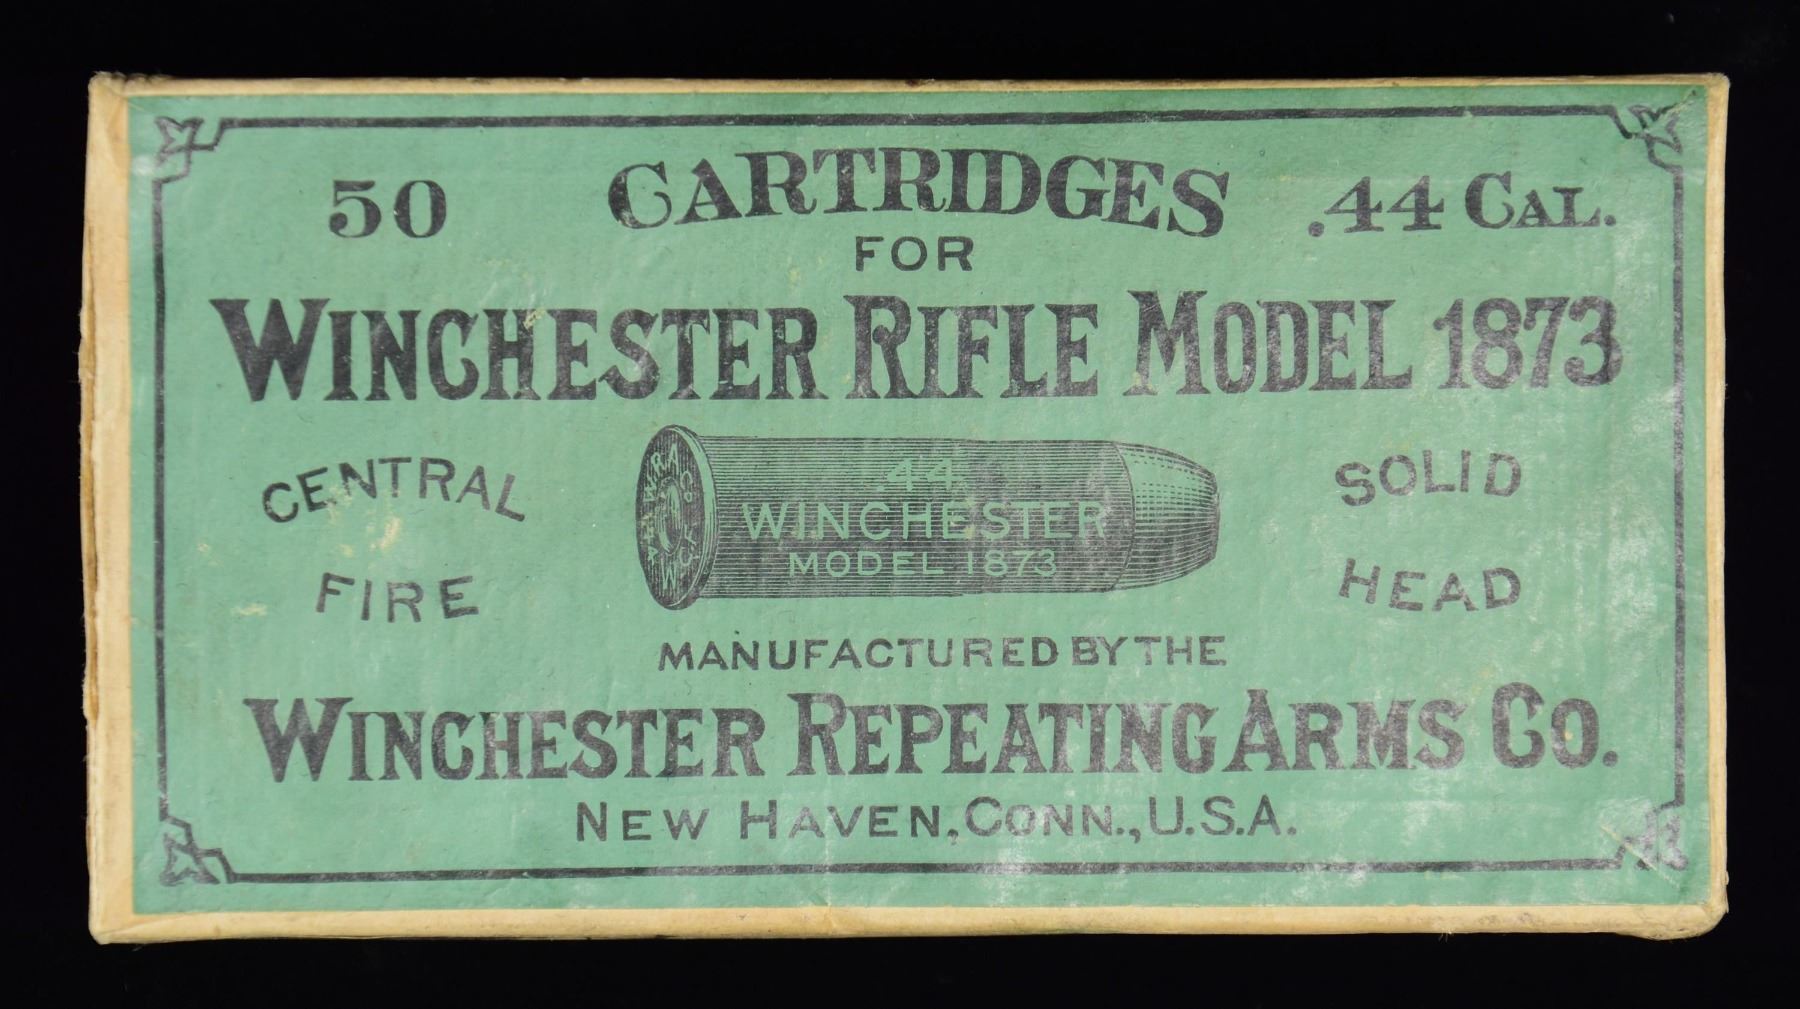 50 CARTRIDGES .44 CAL.
FOR
WINCHESTER RIFLE MODEL 1873
CENTRAL FIRE
.44
WINCHESTER
MODEL 1873
SOLID HEAD
MANUFACTURED BY THE
WINCHESTER REPEATING ARMS CO.
NEW HAVEN, CONN., U.S.A.